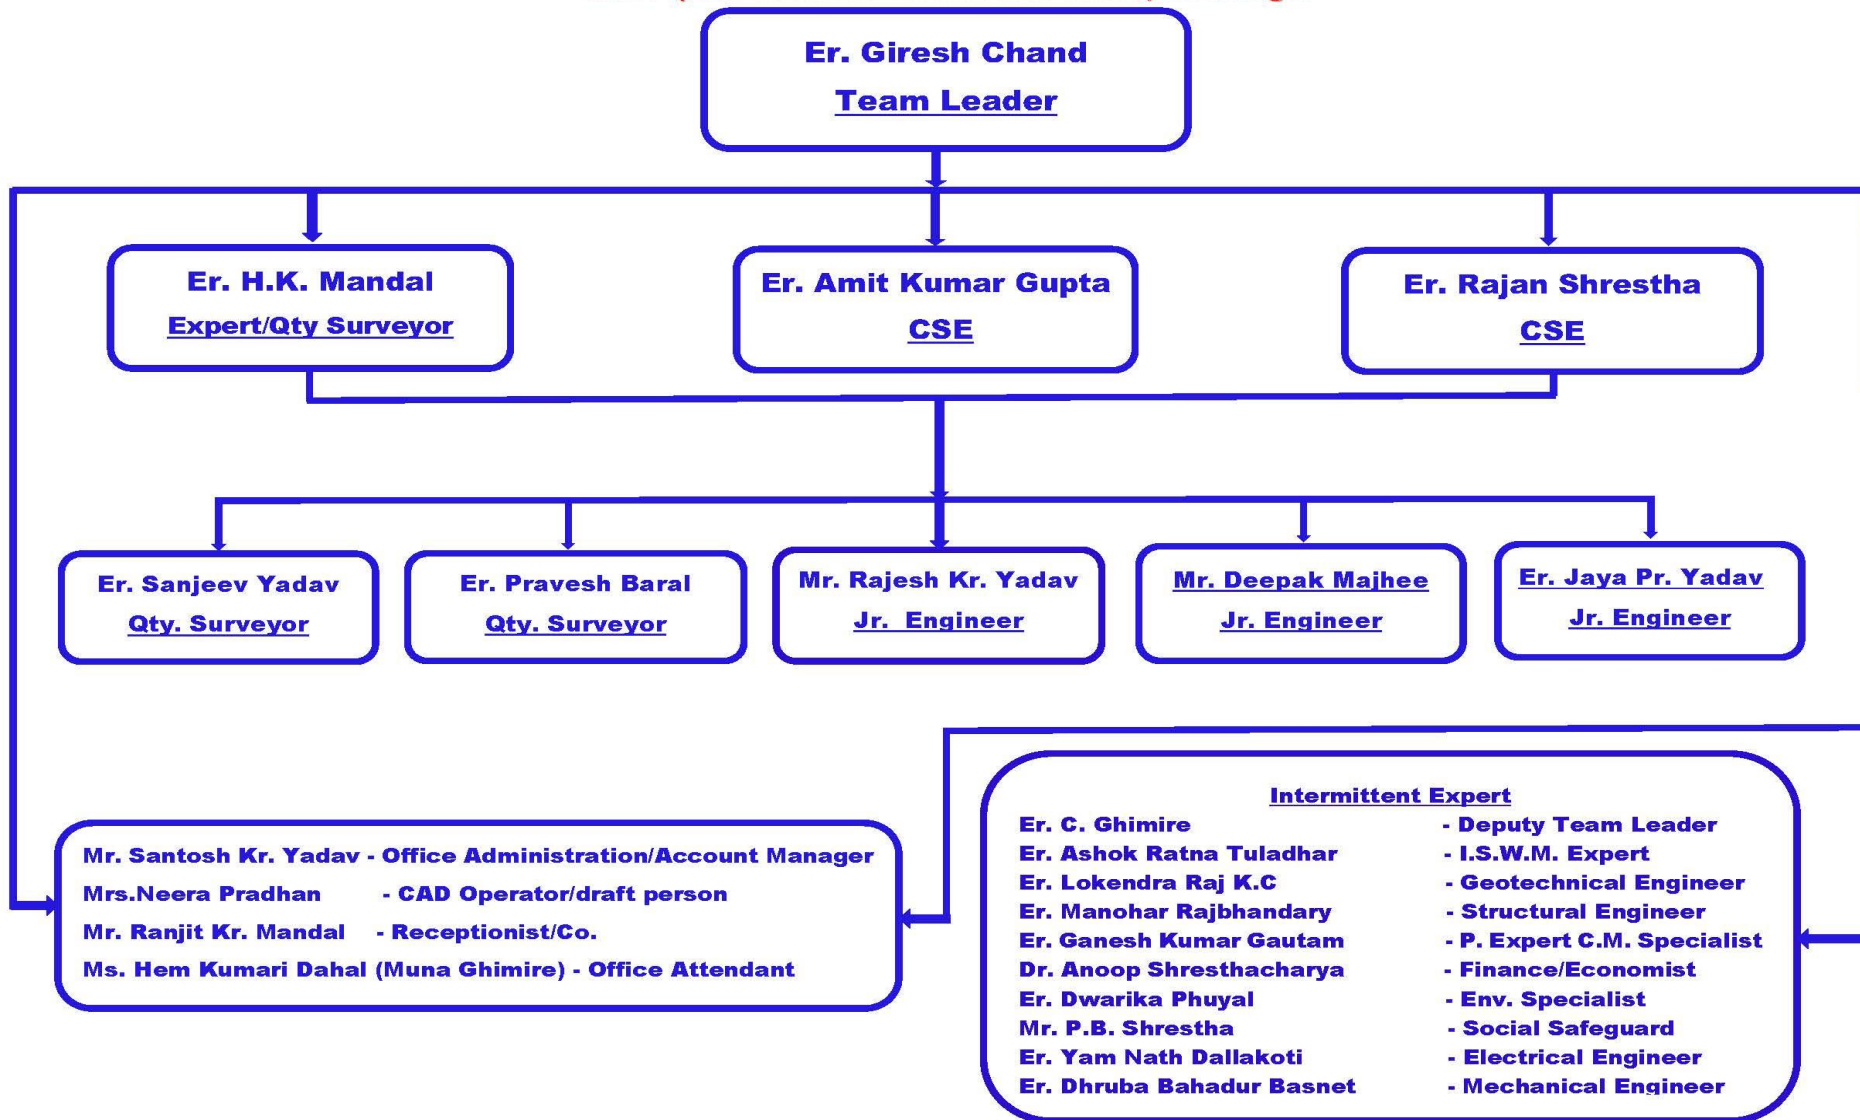 Er. Giresh Chand
Team Leader
Er. H.K. Mandal
Expert/Qty Surveyor
Er. Amit Kumar Gupta
CSE
Er. Rajan Shrestha
CSE
Er. Sanjeev Yadav
Qty. Surveyor
Er. Pravesh Baral
Qty. Surveyor
Mr. Rajesh Kr. Yadav
Jr. Engineer
Mr. Deepak Majhee
Jr. Engineer
Er. Jaya Pr. Yadav
Jr. Engineer
Mr. Santosh Kr. Yadav - Office Administration/Account Manager
Mrs.Neera Pradhan - CAD Operator/draft person
Mr. Ranjit Kr. Mandal - Receptionist/Co.
Ms. Hem Kumari Dahal (Muna Ghimire) - Office Attendant
Intermittent Expert
Er. C. Ghimire - Deputy Team Leader
Er. Ashok Ratna Tuladhar - I.S.W.M. Expert
Er. Lokendra Raj K.C - Geotechnical Engineer
Er. Manohar Rajbhandary - Structural Engineer
Er. Ganesh Kumar Gautam - P. Expert C.M. Specialist
Dr. Anoop Shresthacharya - Finance/Economist
Er. Dwarika Phuyal - Env. Specialist
Mr. P.B. Shrestha - Social Safeguard
Er. Yam Nath Dallakoti - Electrical Engineer
Er. Dhruba Bahadur Basnet - Mechanical Engineer